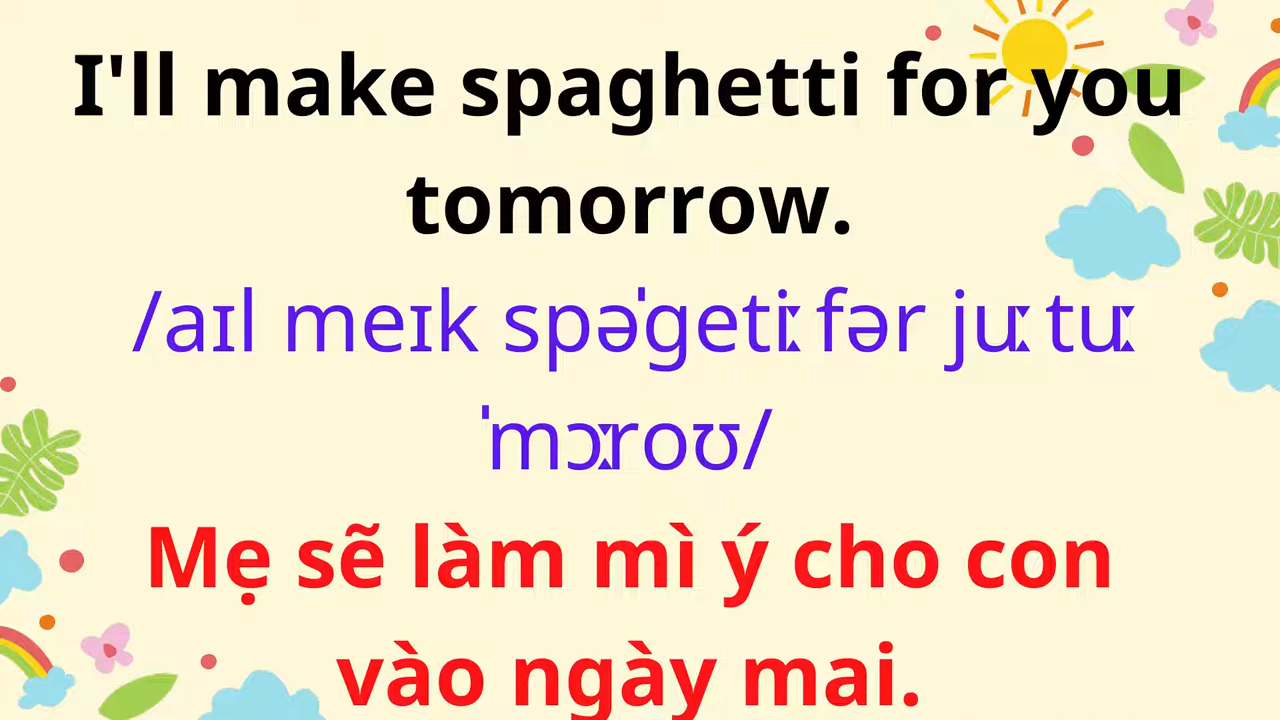 I'll make spaghetti for you
tomorrow.
/aɪl meɪk spəˈɡetiː fər juː tuː
ˈmɔːroʊ/
Mẹ sẽ làm mì ý cho con
vào ngày mai.